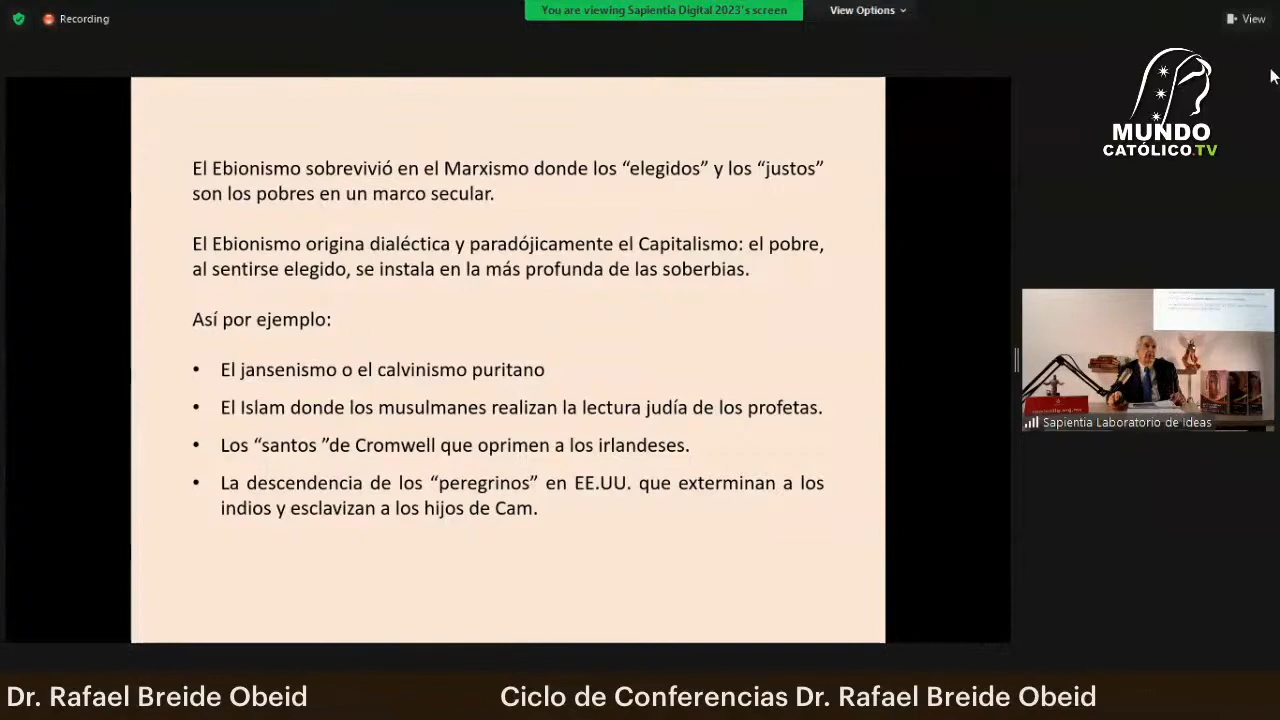 You are viewing Sapientia Digital 2023's screen
View Options
Recording
View
MUNDO
CATÓLICO.TV
El Ebionismo sobrevivió en el Marxismo donde los “elegidos” y los “justos”
son los pobres en un marco secular.
El Ebionismo origina dialéctica y paradójicamente el Capitalismo: el pobre,
al sentirse elegido, se instala en la más profunda de las soberbias.
Así por ejemplo:
• El jansenismo o el calvinismo puritano
• El Islam donde los musulmanes realizan la lectura judía de los profetas.
• Los “santos ”de Cromwell que oprimen a los irlandeses.
• La descendencia de los “peregrinos” en EE.UU. que exterminan a los
indios y esclavizan a los hijos de Cam.
Sapientia Laboratorio de Ideas
Dr. Rafael Breide Obeid
Ciclo de Conferencias Dr. Rafael Breide Obeid